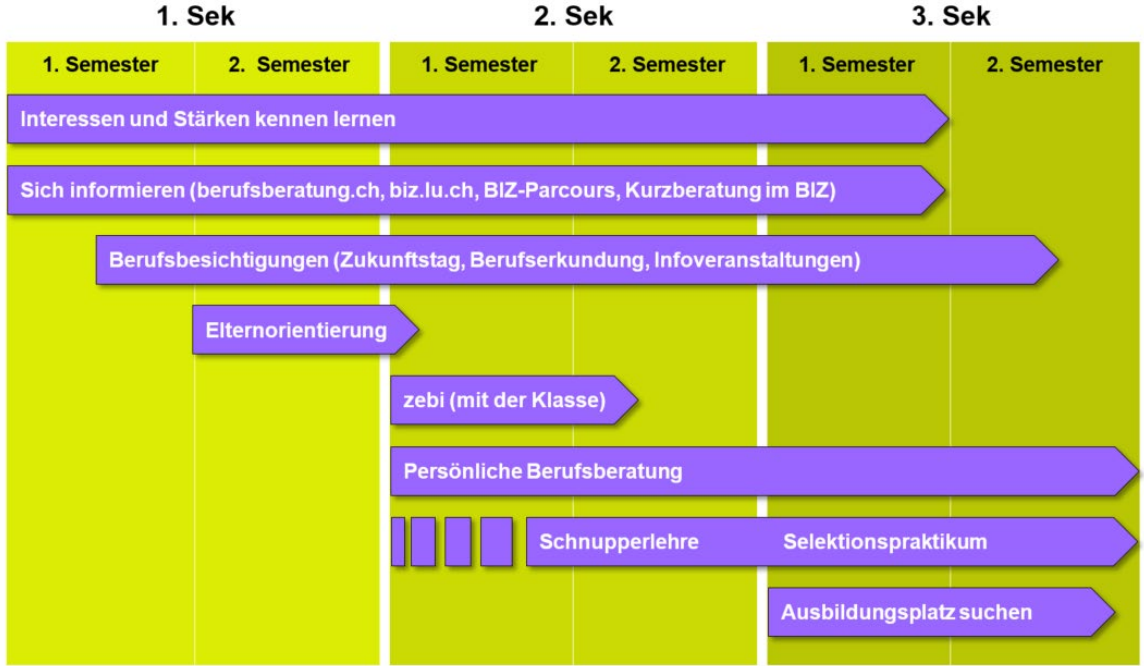 1. Sek 2. Sek 3. Sek
1. Semester 2. Semester 1. Semester 2. Semester 1. Semester 2. Semester
Interessen und Stärken kennen lernen
Sich informieren (berufsberatung.ch, biz.lu.ch, BIZ-Parcours, Kurzberatung im BIZ)
Berufsbesichtigungen (Zukunftstag, Berufserkundung, Infoveranstaltungen)
Elternorientierung
zebi (mit der Klasse)
Persönliche Berufsberatung
Schnupperlehre Selektionspraktikum
Ausbildungsplatz suchen